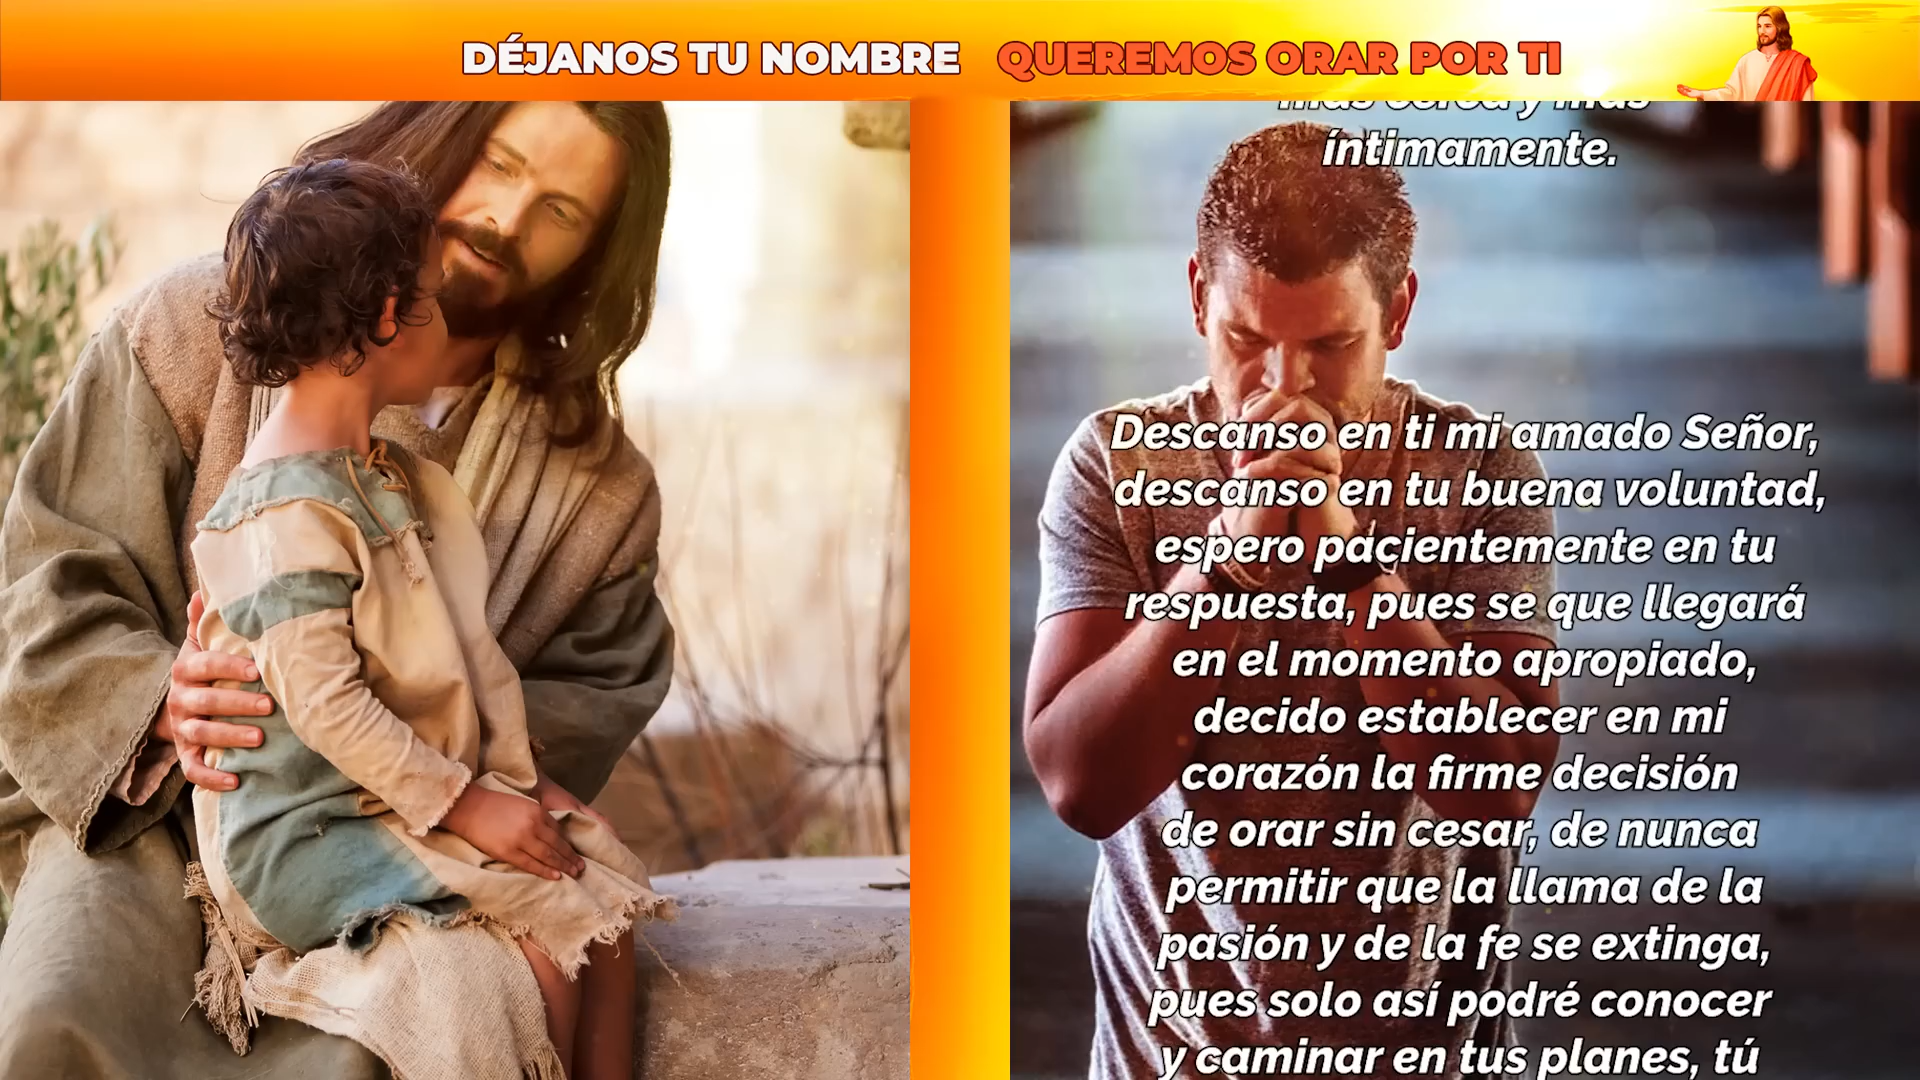 DÉJANOS TU NOMBRE QUEREMOS ORAR POR TI
más cerca y más
íntimamente.
Descanso en ti mi amado Señor,
descanso en tu buena voluntad,
espero pacientemente en tu
respuesta, pues se que llegará
en el momento apropiado,
decido establecer en mi
corazón la firme decisión
de orar sin cesar, de nunca
permitir que la llama de la
pasión y de la fe se extinga,
pues solo así podré conocer
y caminar en tus planes, tú